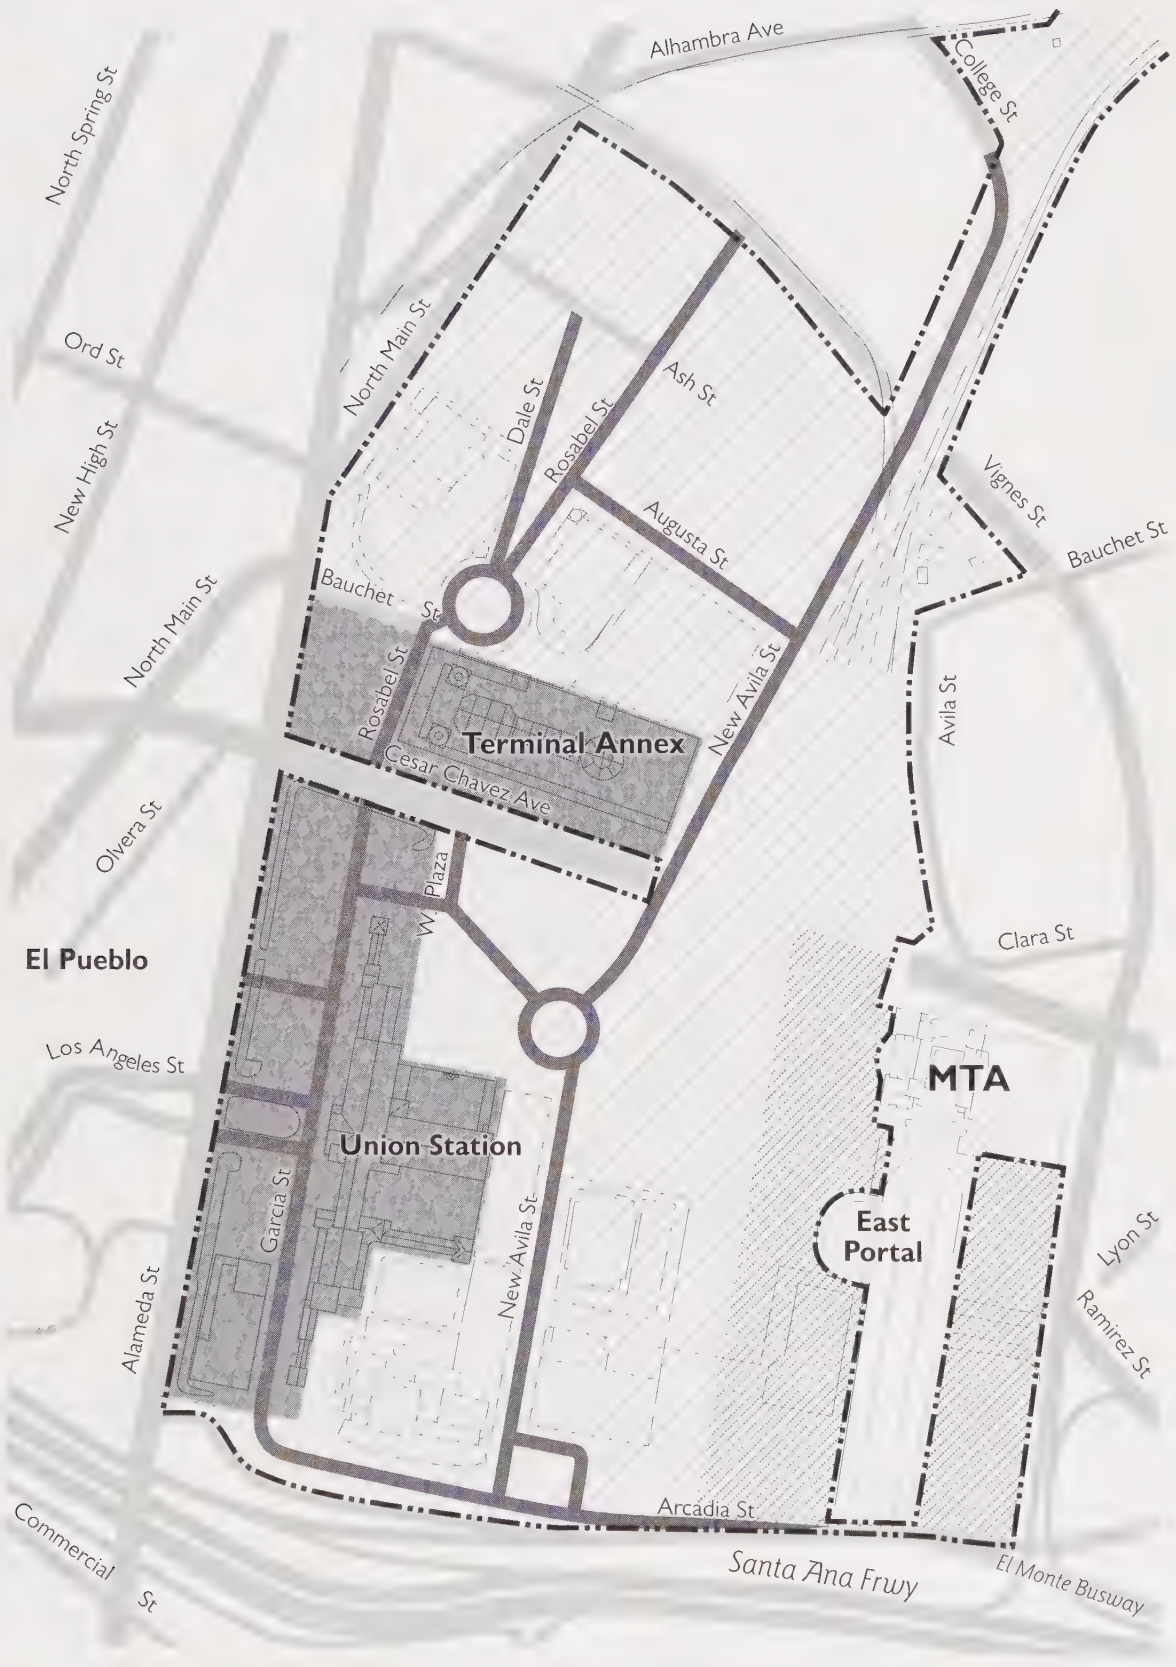 Alhambra Ave
College St
North Spring St
North Main St
Ord St
Dale St
Ash St
Rosabel St
New High St
Vignes St
Augusta St
Bauchet St
Bauchet St
North Main St
Rosabel St
New Avila St
Avila St
Terminal Annex
Cesar Chavez Ave
Olvera St
W. Plaza
Clara St
El Pueblo
Los Angeles St
MTA
Union Station
Garcia St
New Avila St
East
Portal
Lyon St
Alameda St
Ramirez St
Arcadia St
Commercial St
Santa Ana Frwy
El Monte Busway